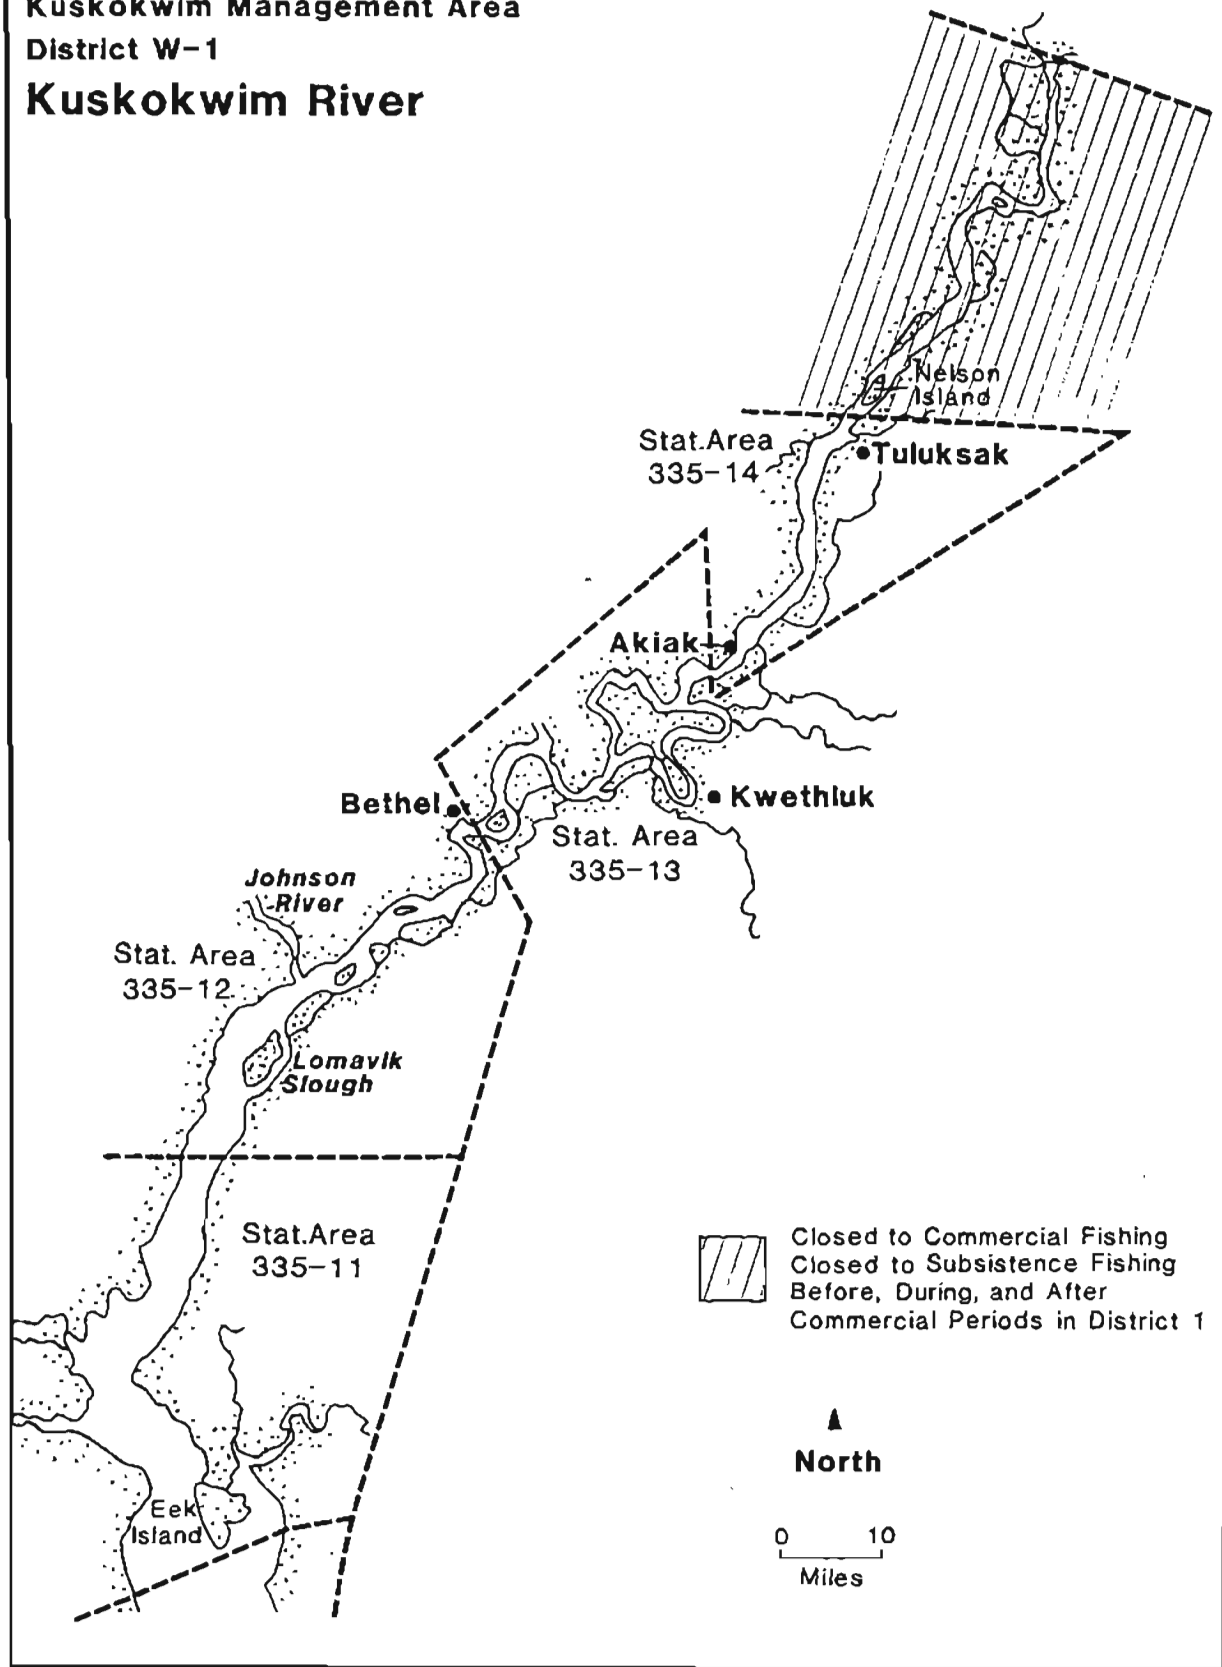 Kuskokwim Management Area
District W-1
Kuskokwim River
Nelson
Island
Stat.Area
335-14
Tuluksak
Akiak
Bethel
Kwethluk
Stat. Area
335-13
Johnson
River
Stat. Area
335-12
Lomavik
Slough
Stat.Area
335-11
Closed to Commercial Fishing
Closed to Subsistence Fishing
Before, During, and After
Commercial Periods in District 1
North
Eek
Island
0 10
Miles